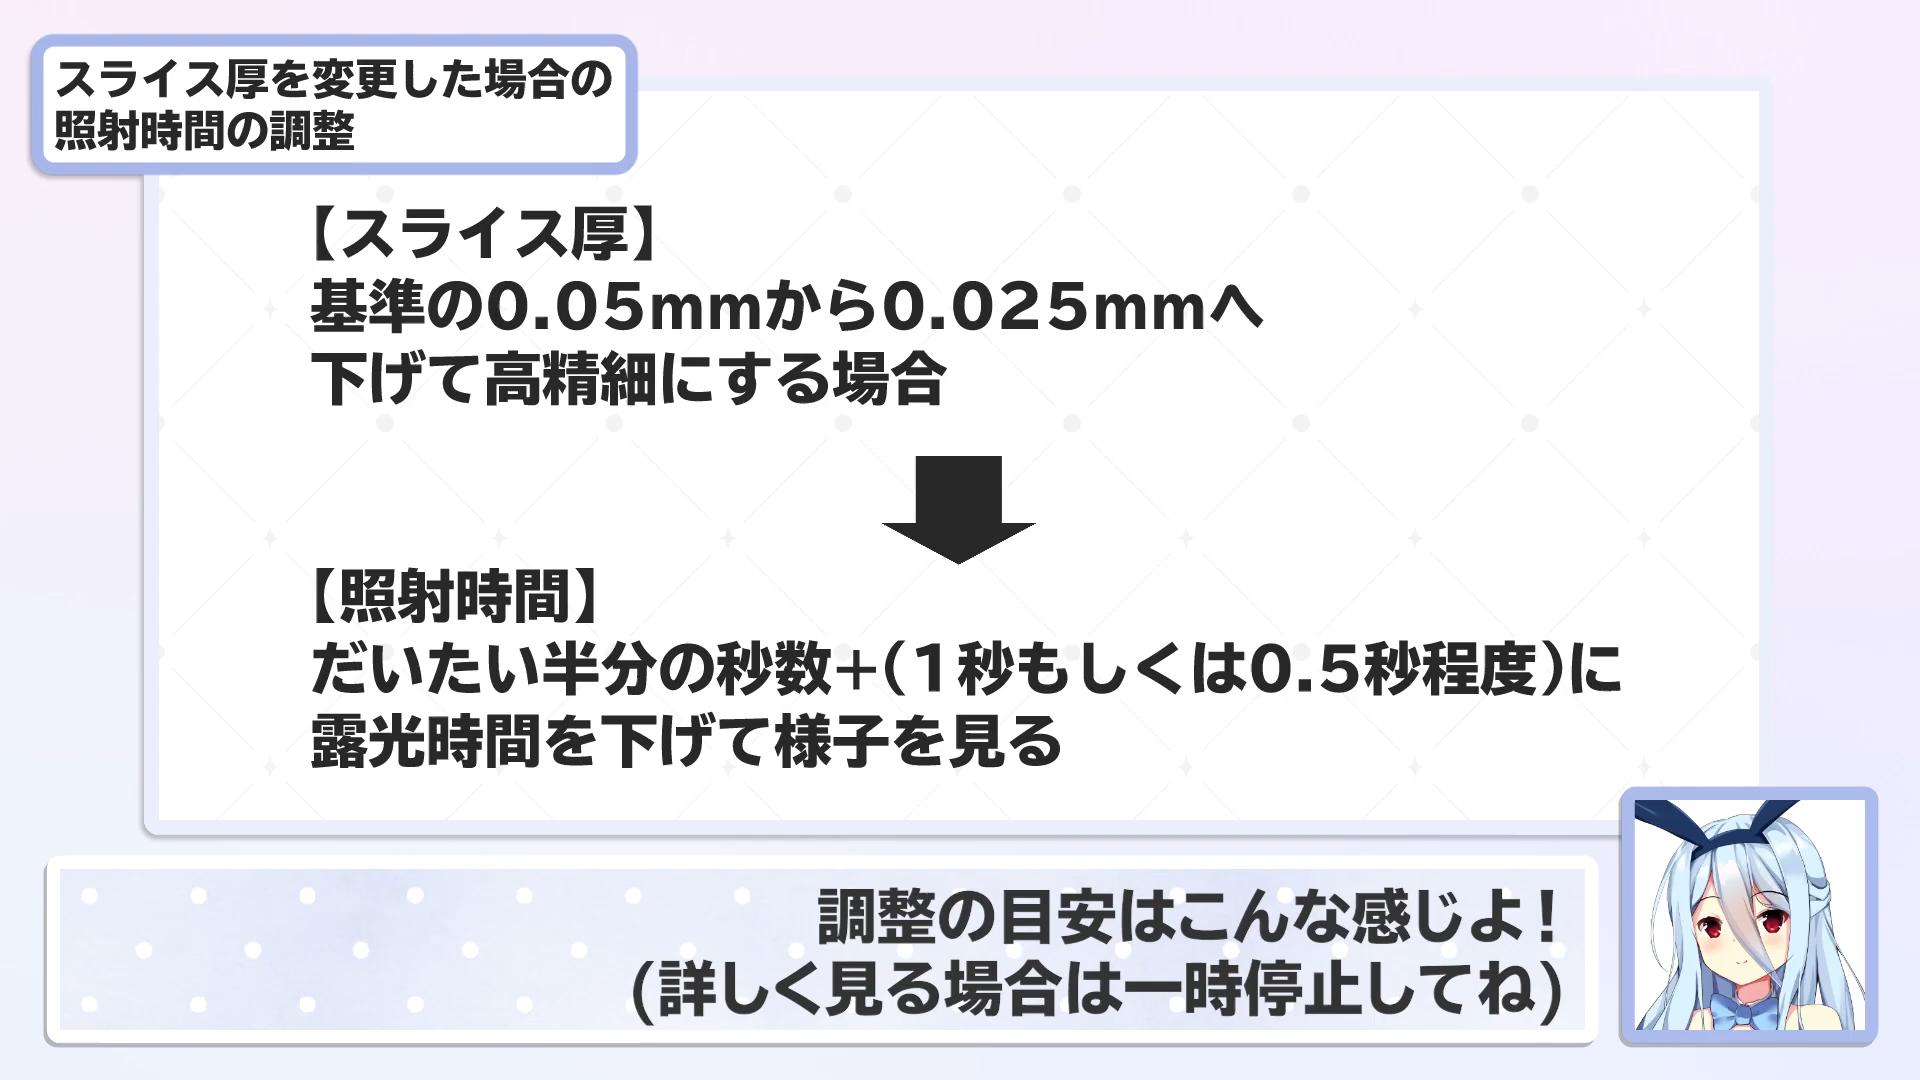 スライス厚を変更した場合の
照射時間の調整
【スライス厚】
基準の0.05mmから0.025mmへ
下げて高精細にする場合
【照射時間】
だいたい半分の秒数+(1秒もしくは0.5秒程度)に
露光時間を下げて様子を見る
調整の目安はこんな感じよ!
(詳しく見る場合は一時停止してね)